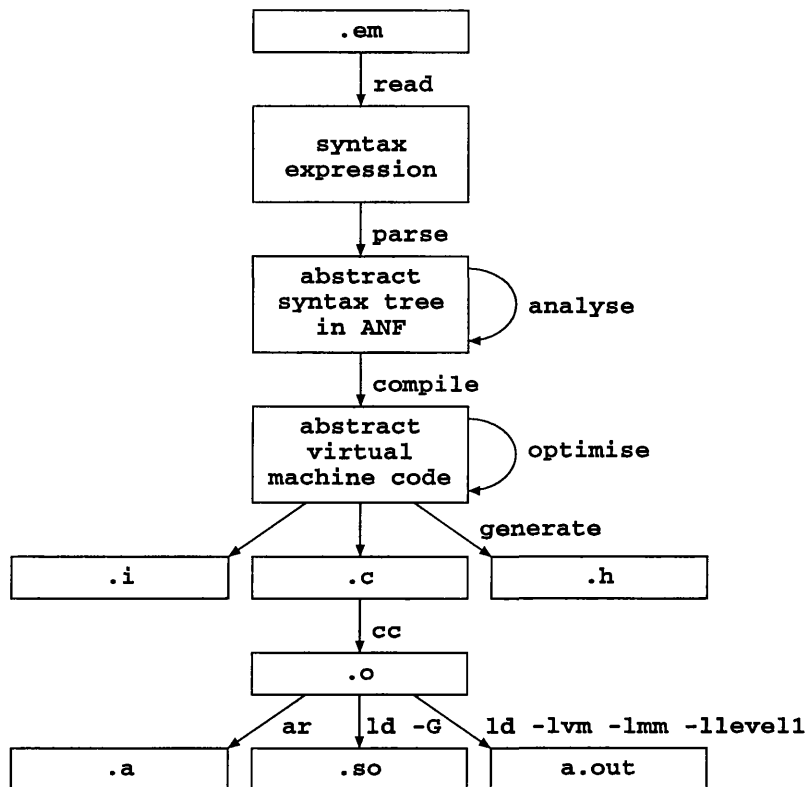 .em
read
syntax
expression
parse
abstract
syntax tree
in ANF
analyse
compile
abstract
virtual
machine code
optimise
generate
.i
.c
.h
cc
.o
ar
ld -G
ld -lvm -lmm -llevel1
.a
.so
a.out